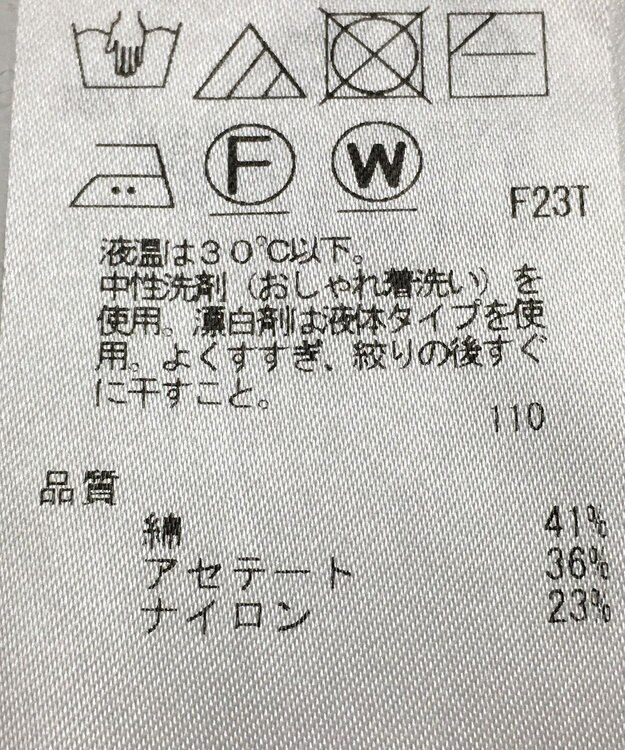 F
W
F23T
液温は30℃以下。
中性洗剤（おしゃれ着洗い）を
使用。漂白剤は液体タイプを使
用。よくすすぎ、絞りの後すぐ
に干すこと。
110
品質
綿 41%
アセテート 36%
ナイロン 23%